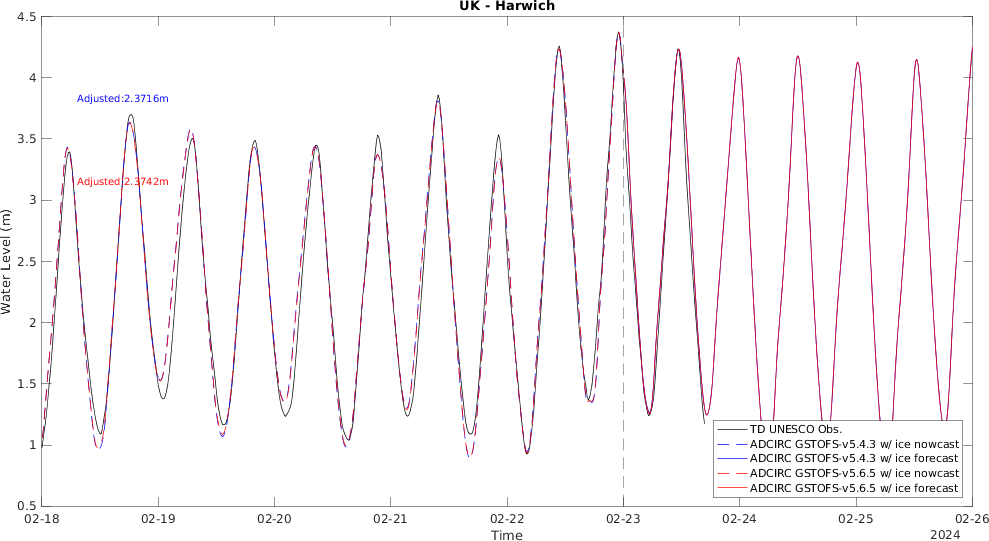 UK - Harwich
4.5
4
3.5
3
2.5
2
1.5
1
0.5
Water Level (m)
Adjusted:2.3716m
Adjusted:2.3742m
TD UNESCO Obs.
ADCIRC GSTOFS-v5.4.3 w/ ice nowcast
ADCIRC GSTOFS-v5.4.3 w/ ice forecast
ADCIRC GSTOFS-v5.6.5 w/ ice nowcast
ADCIRC GSTOFS-v5.6.5 w/ ice forecast
02-18 02-19 02-20 02-21 02-22 02-23 02-24 02-25 02-26
Time
2024